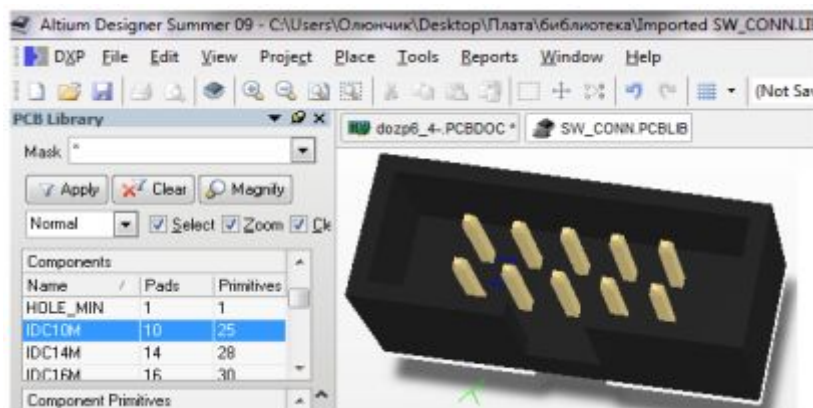 Altium Designer Summer 09 - C:\Users\Олюнчик\Desktop\Плата\библиотека\Imported SW_CONN.LI
DXP File Edit View Project Place Tools Reports Window Help
(Not Sa
PCB Library
dozp6_4-.PCBDOC * SW_CONN.PCBLIB
Mask *
Apply Clear Magnify
Normal Select Zoom Cle
Components
Name / Pads Primitives
HOLE_MIN 1 1
IDC10M 10 25
IDC14M 14 28
IDC16M 16 30
Component Primitives